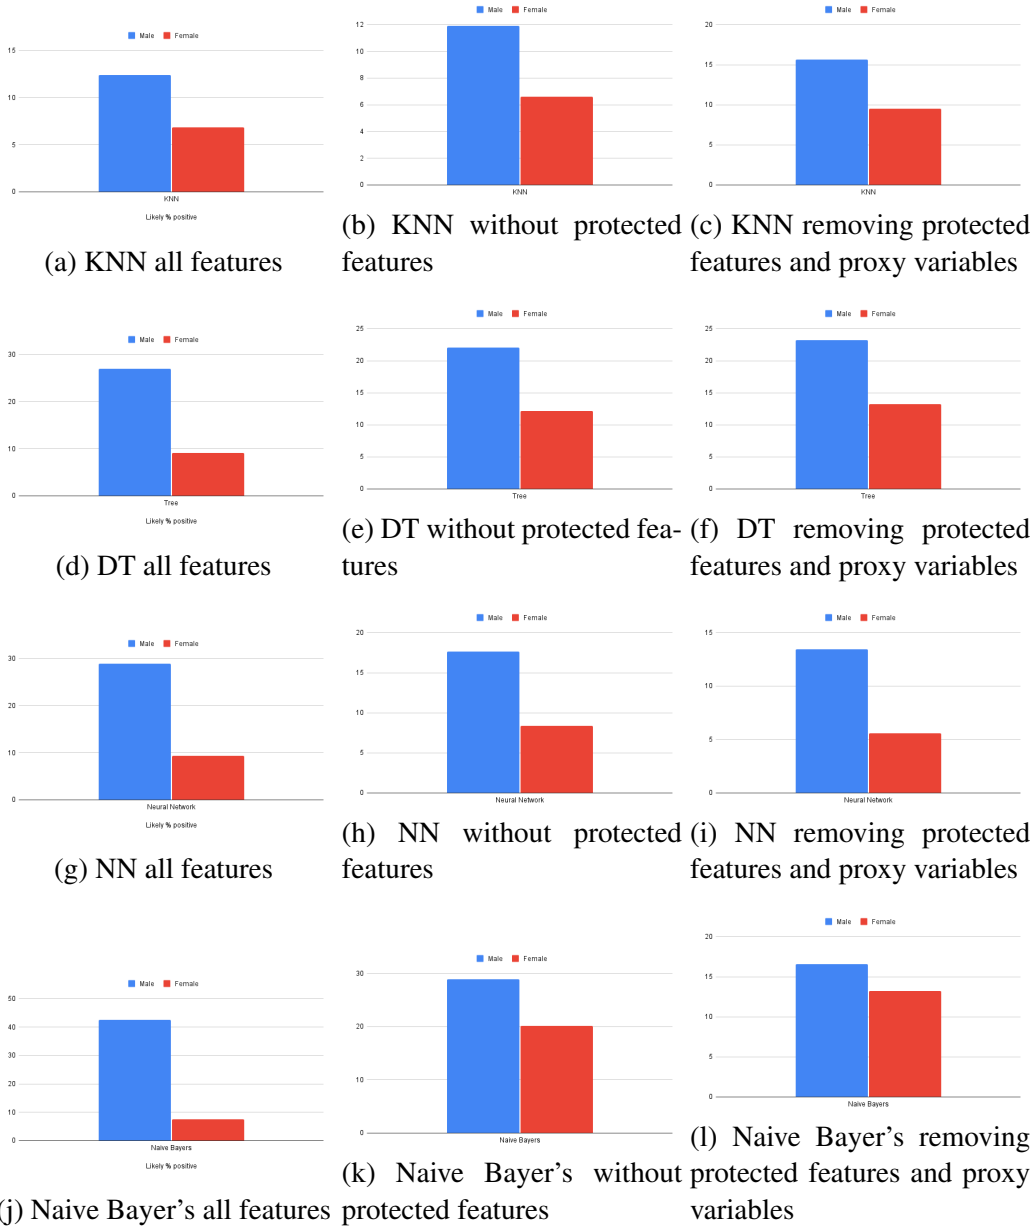 Male Female
15
10
5
0
KNN
Likely % positive
(a) KNN all features
Male Female
12
10
8
6
4
2
0
KNN
(b) KNN without protected
features
Male Female
20
15
10
5
0
KNN
(c) KNN removing protected
features and proxy variables
Male Female
30
20
10
0
Tree
Likely % positive
(d) DT all features
Male Female
25
20
15
10
5
0
Tree
(e) DT without protected fea-
tures
Male Female
25
20
15
10
5
0
Tree
(f) DT removing protected
features and proxy variables
Male Female
30
20
10
0
Neural Network
Likely % positive
(g) NN all features
Male Female
20
15
10
5
0
Neural Network
(h) NN without protected
features
Male Female
15
10
5
0
Neural Network
(i) NN removing protected
features and proxy variables
Male Female
50
40
30
20
10
0
Naive Bayers
Likely % positive
(j) Naive Bayer's all features
Male Female
30
20
10
0
Naive Bayers
(k) Naive Bayer's without
protected features
Male Female
20
15
10
5
0
Naive Bayers
(l) Naive Bayer's removing
protected features and proxy
variables